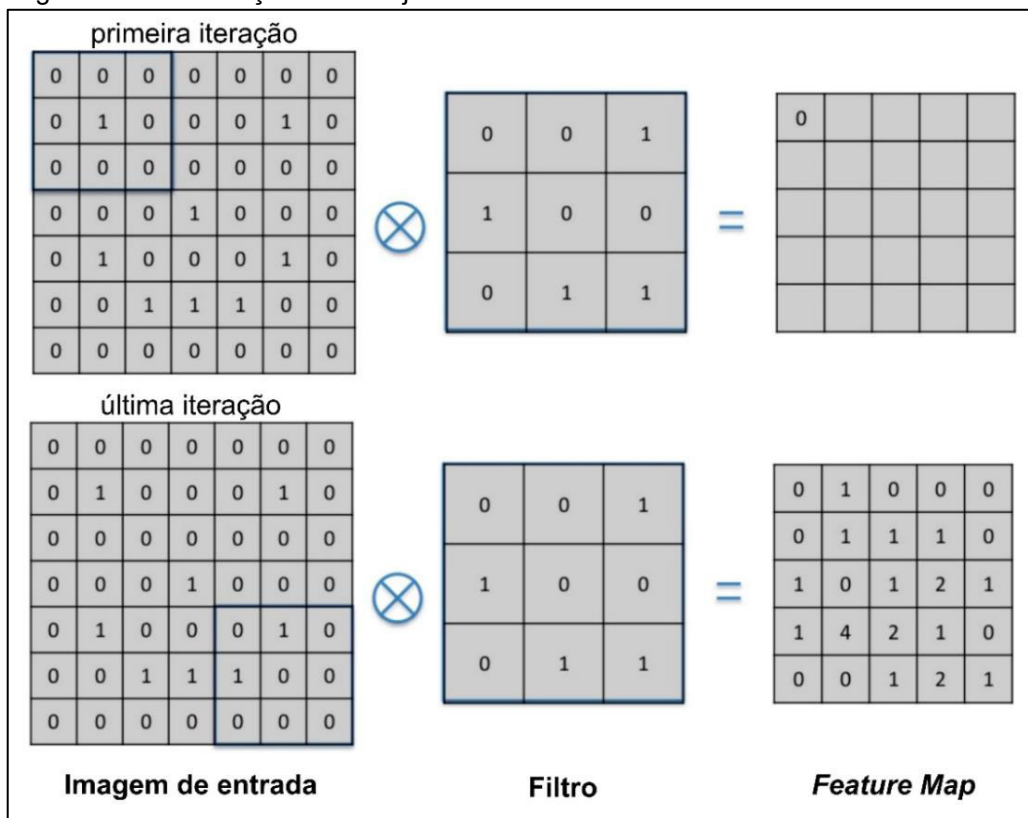 primeira iteração
0 0 0 0 0 0 0
0 1 0 0 0 1 0
0 0 0 0 0 0 0
0 0 0 1 0 0 0
0 1 0 0 0 1 0
0 0 1 1 1 0 0
0 0 0 0 0 0 0
0 0 1
1 0 0
0 1 1
=
0
última iteração
0 0 0 0 0 0 0
0 1 0 0 0 1 0
0 0 0 0 0 0 0
0 0 0 1 0 0 0
0 1 0 0 0 1 0
0 0 1 1 1 0 0
0 0 0 0 0 0 0
0 0 1
1 0 0
0 1 1
=
0 1 0 0 0
0 1 1 1 0
1 0 1 2 1
1 4 2 1 0
0 0 1 2 1
Imagem de entrada
Filtro
Feature Map